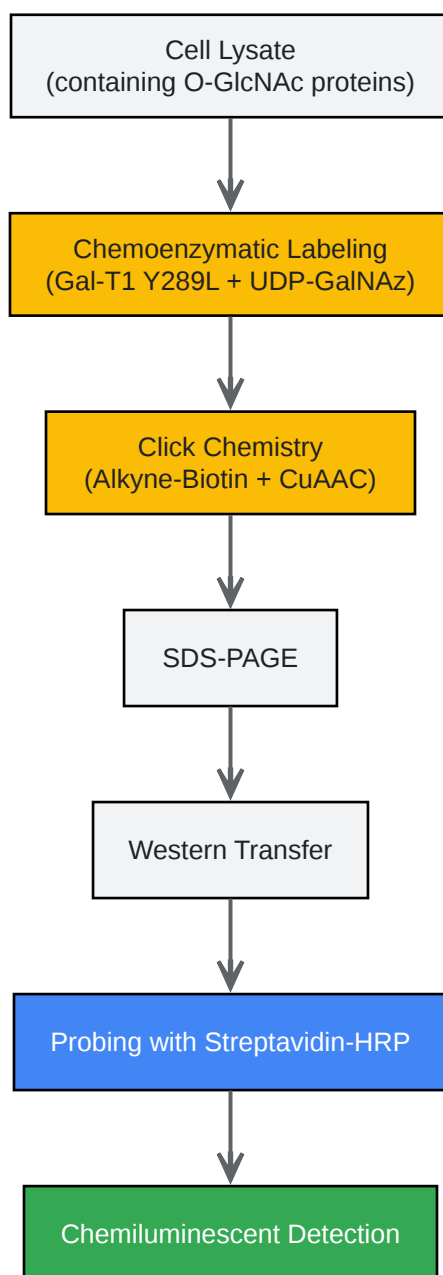 Cell Lysate
(containing O-GlcNAc proteins)
Chemoenzymatic Labeling
(Gal-T1 Y289L + UDP-GalNAz)
Click Chemistry
(Alkyne-Biotin + CuAAC)
SDS-PAGE
Western Transfer
Probing with Streptavidin-HRP
Chemiluminescent Detection